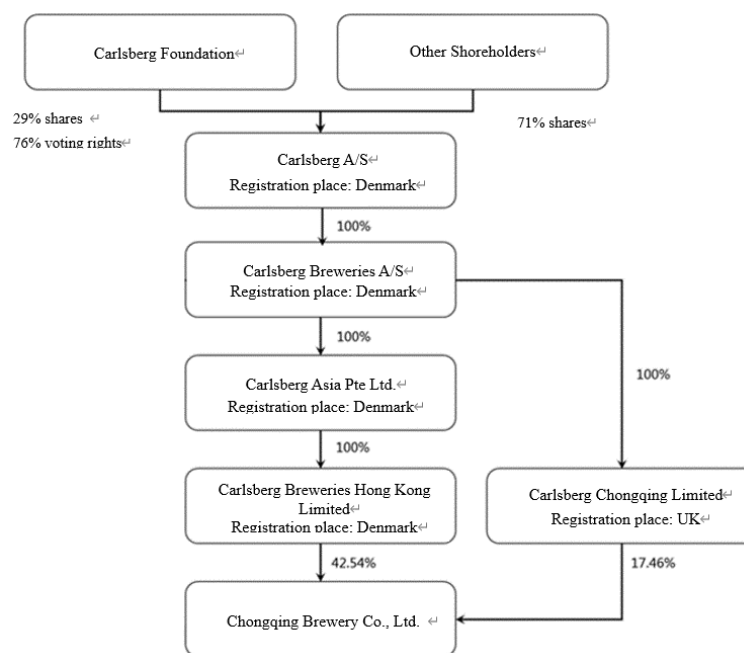 Carlsberg Foundation↵
Other Shoreholders↵
29% shares ↵
76% voting rights↵
71% shares↵
Carlsberg A/S↵
Registration place: Denmark↵
100%
Carlsberg Breweries A/S↵
Registration place: Denmark↵
100%
100%
Carlsberg Asia Pte Ltd.↵
Registration place: Denmark↵
100%
Carlsberg Breweries Hong Kong
Limited↵
Registration place: Denmark↵
Carlsberg Chongqing Limited↵
Registration place: UK↵
42.54%
17.46%
Chongqing Brewery Co., Ltd. ↵